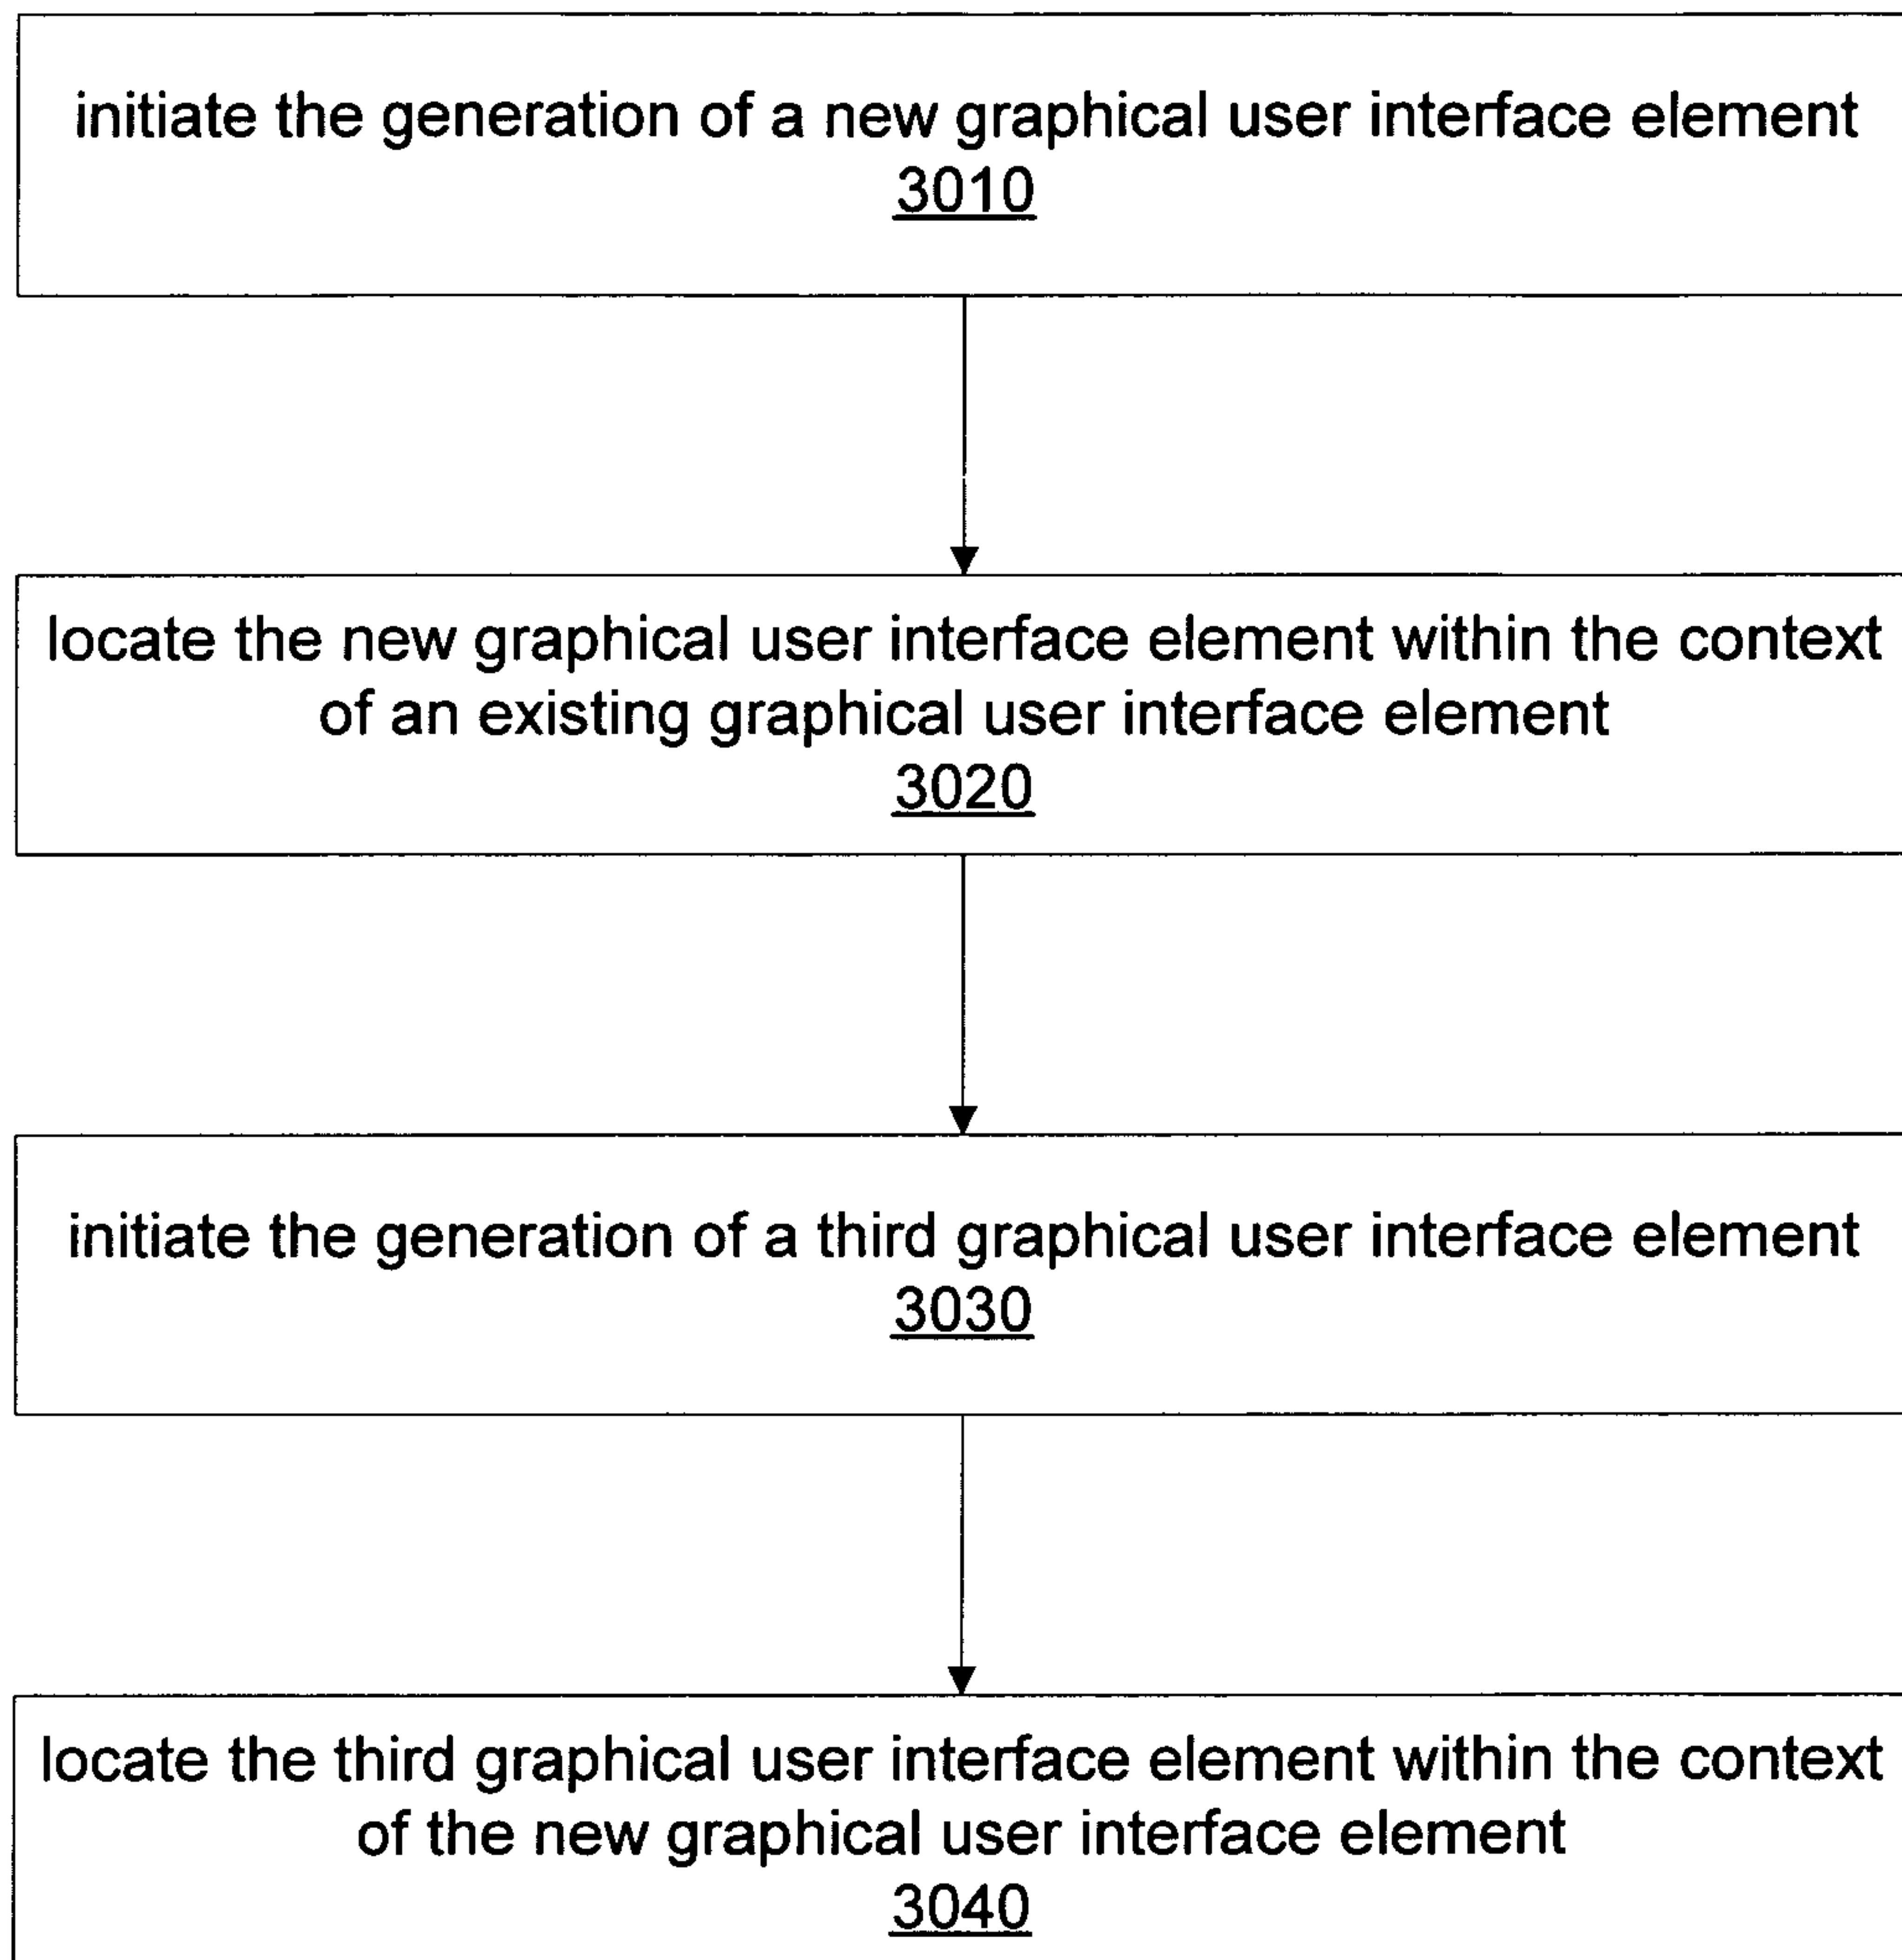 initiate the generation of a new graphical user interface element
3010
locate the new graphical user interface element within the context
of an existing graphical user interface element
3020
initiate the generation of a third graphical user interface element
3030
locate the third graphical user interface element within the context
of the new graphical user interface element
3040